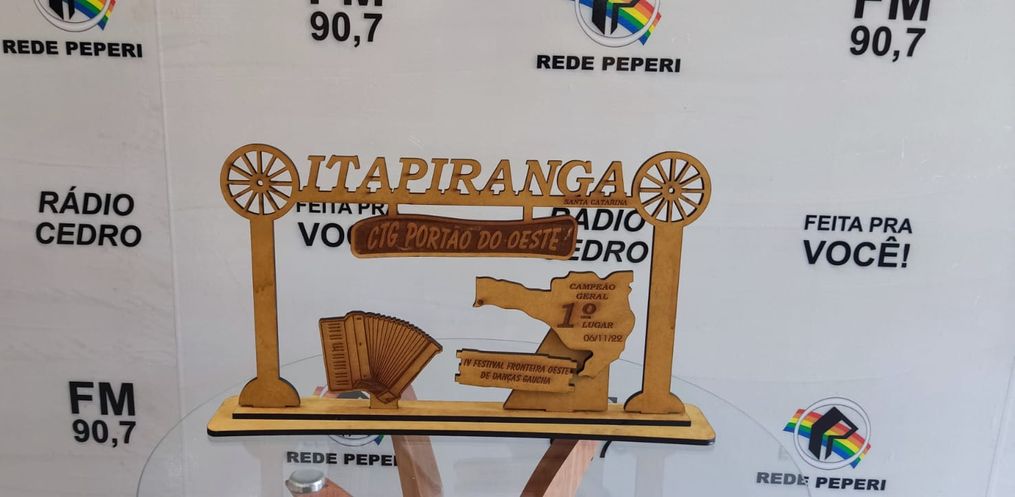 FM
90,7
REDE PEPERI
FM
90,7
REDE PEPERI
RÁDIO
CEDRO
ITAPIRANGA
SANTA CATARINA
FEITA PRA
VOCÊ!
RÁDIO
CEDRO
CTG PORTÃO DO OESTE!
FEITA PRA
VOCÊ!
CAMPEÃO
GERAL
1º
LUGAR
06/11/22
IV FESTIVAL FRONTEIRA OESTE
DE DANÇAS GAUCHA
FM
90,7
REDE PEPERI
REDE PEPERI